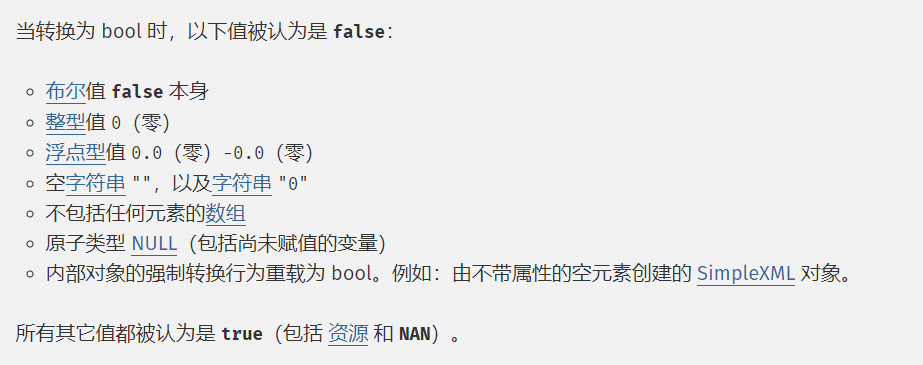 当转换为 bool 时，以下值被认为是 false：
布尔值 false 本身
整型值 0（零）
浮点型值 0.0（零）-0.0（零）
空字符串 ""，以及字符串 "0"
不包括任何元素的数组
原子类型 NULL（包括尚未赋值的变量）
内部对象的强制转换行为重载为 bool。例如：由不带属性的空元素创建的 SimpleXML 对象。
所有其它值都被认为是 true（包括 资源 和 NAN）。